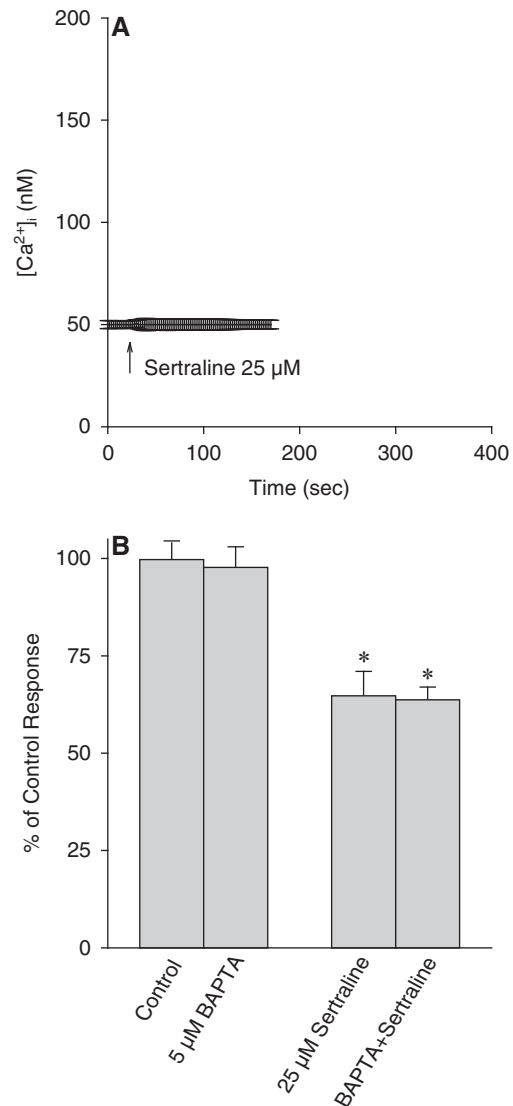 A
200
150
100
50
0
[Ca²⁺]ᵢ (nM)
Sertraline 25 µM
0 100 200 300 400
Time (sec)
B
100
75
50
25
0
% of Control Response
* *
Control
5 µM BAPTA
25 µM Sertraline
BAPTA+Sertraline